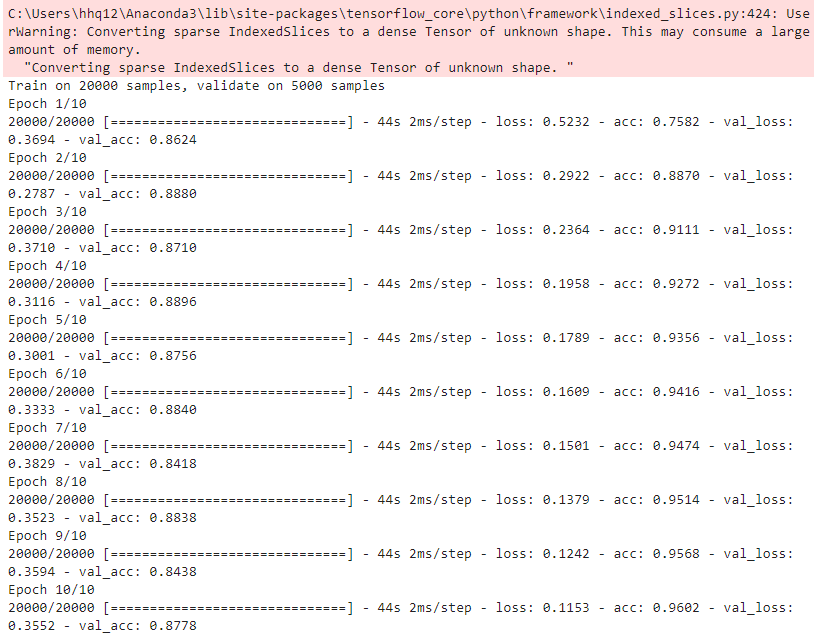 C:\Users\hhq12\Anaconda3\lib\site-packages\tensorflow_core\python\framework\indexed_slices.py:424: Use
rWarning: Converting sparse IndexedSlices to a dense Tensor of unknown shape. This may consume a large
amount of memory.
  "Converting sparse IndexedSlices to a dense Tensor of unknown shape. "
Train on 20000 samples, validate on 5000 samples
Epoch 1/10
20000/20000 [==============================] - 44s 2ms/step - loss: 0.5232 - acc: 0.7582 - val_loss:
0.3694 - val_acc: 0.8624
Epoch 2/10
20000/20000 [==============================] - 44s 2ms/step - loss: 0.2922 - acc: 0.8870 - val_loss:
0.2787 - val_acc: 0.8880
Epoch 3/10
20000/20000 [==============================] - 44s 2ms/step - loss: 0.2364 - acc: 0.9111 - val_loss:
0.3710 - val_acc: 0.8710
Epoch 4/10
20000/20000 [==============================] - 44s 2ms/step - loss: 0.1958 - acc: 0.9272 - val_loss:
0.3116 - val_acc: 0.8896
Epoch 5/10
20000/20000 [==============================] - 44s 2ms/step - loss: 0.1789 - acc: 0.9356 - val_loss:
0.3001 - val_acc: 0.8756
Epoch 6/10
20000/20000 [==============================] - 44s 2ms/step - loss: 0.1609 - acc: 0.9416 - val_loss:
0.3333 - val_acc: 0.8840
Epoch 7/10
20000/20000 [==============================] - 44s 2ms/step - loss: 0.1501 - acc: 0.9474 - val_loss:
0.3829 - val_acc: 0.8418
Epoch 8/10
20000/20000 [==============================] - 44s 2ms/step - loss: 0.1379 - acc: 0.9514 - val_loss:
0.3523 - val_acc: 0.8838
Epoch 9/10
20000/20000 [==============================] - 44s 2ms/step - loss: 0.1242 - acc: 0.9568 - val_loss:
0.3594 - val_acc: 0.8438
Epoch 10/10
20000/20000 [==============================] - 44s 2ms/step - loss: 0.1153 - acc: 0.9602 - val_loss:
0.3552 - val_acc: 0.8778